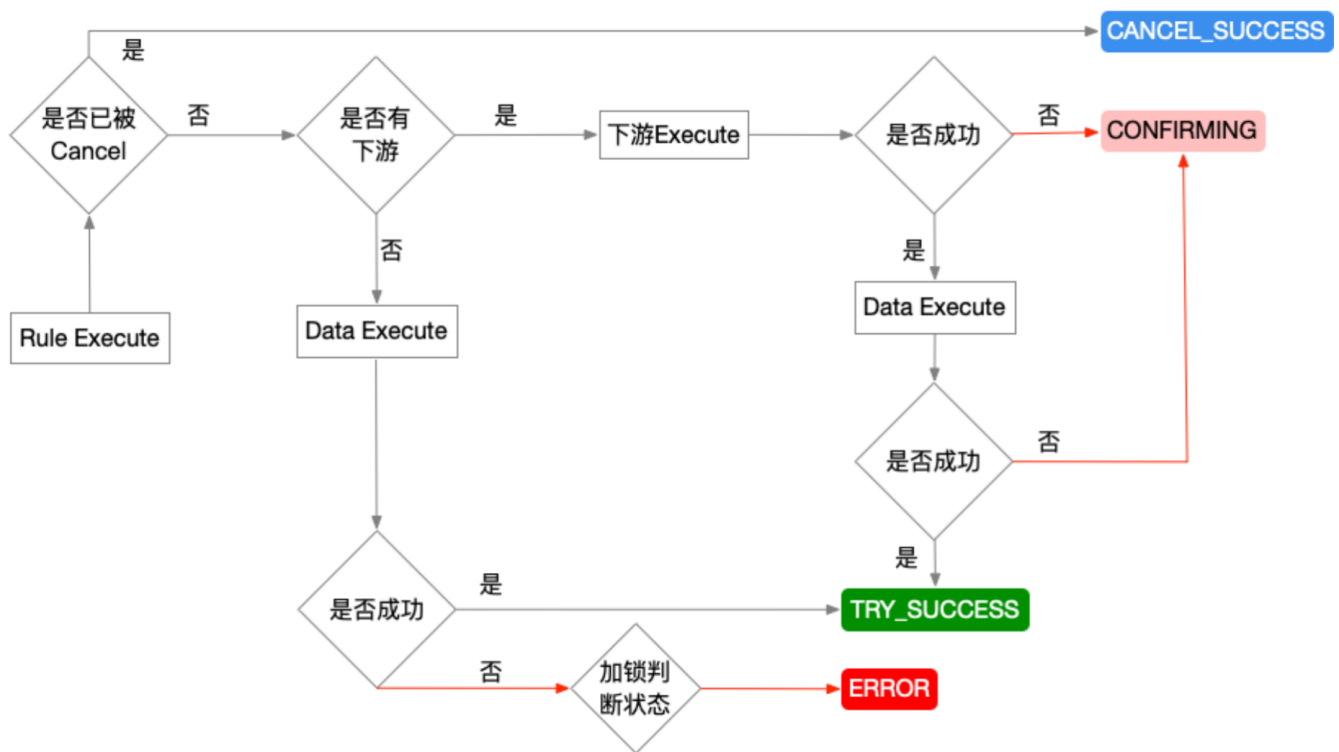 CANCEL_SUCCESS
是
是否已被
Cancel
否
是否有
下游
是
下游Execute
是否成功
否
CONFIRMING
否
是
Rule Execute
Data Execute
Data Execute
是否成功
否
是
是否成功
是
TRY_SUCCESS
否
加锁判
断状态
ERROR